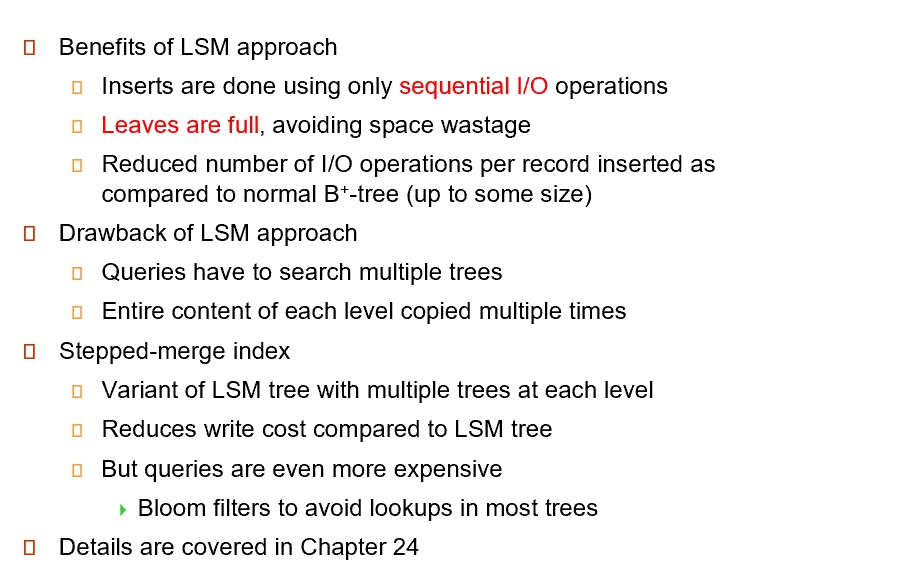 Benefits of LSM approach
Inserts are done using only sequential I/O operations
Leaves are full, avoiding space wastage
Reduced number of I/O operations per record inserted as
compared to normal B⁺-tree (up to some size)
Drawback of LSM approach
Queries have to search multiple trees
Entire content of each level copied multiple times
Stepped-merge index
Variant of LSM tree with multiple trees at each level
Reduces write cost compared to LSM tree
But queries are even more expensive
Bloom filters to avoid lookups in most trees
Details are covered in Chapter 24